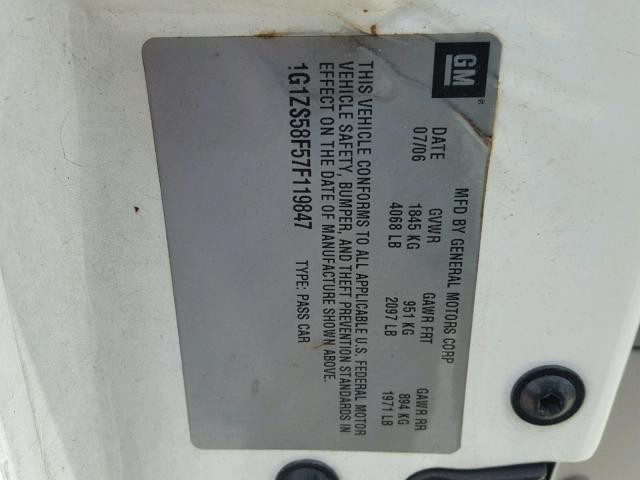 GM ®
MFD BY GENERAL MOTORS CORP
DATE GVWR GAWR FRT GAWR RR
07/06 1845 KG 951 KG 894 KG
4068 LB 2097 LB 1971 LB
THIS VEHICLE CONFORMS TO ALL APPLICABLE U.S. FEDERAL MOTOR
VEHICLE SAFETY, BUMPER, AND THEFT PREVENTION STANDARDS IN
EFFECT ON THE DATE OF MANUFACTURE SHOWN ABOVE.
1G1ZS58F57F119847 TYPE: PASS CAR